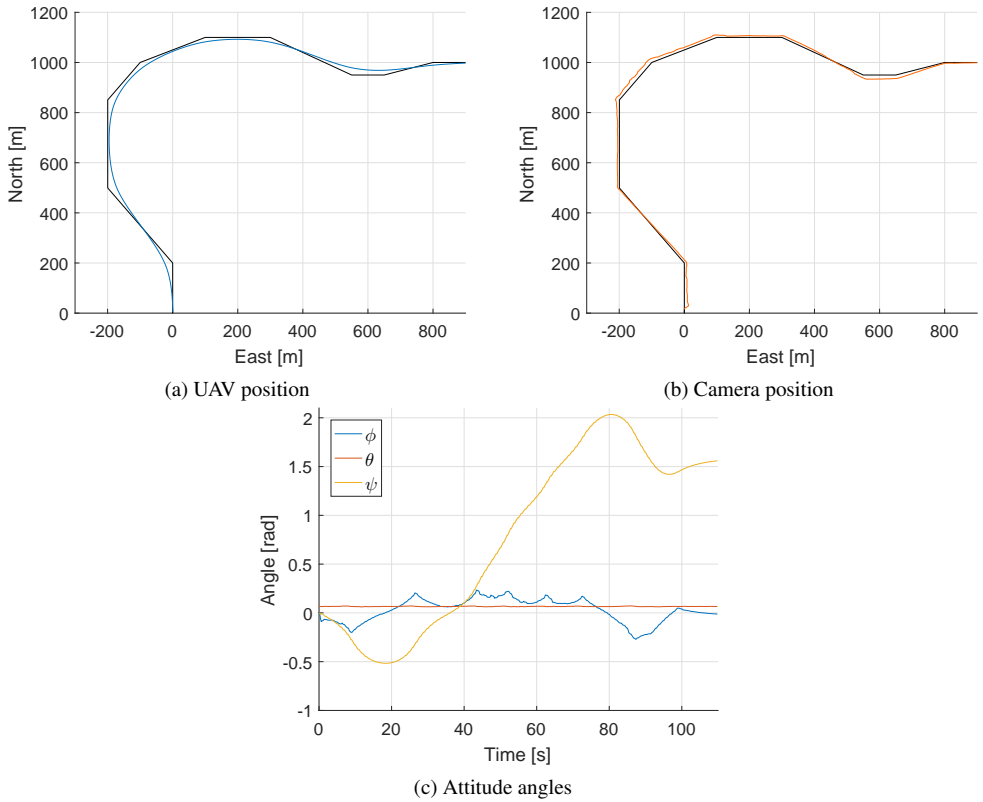 1200
1000
800
600
400
200
0
North [m]
-200 0 200 400 600 800
East [m]
(a) UAV position
1200
1000
800
600
400
200
0
North [m]
-200 0 200 400 600 800
East [m]
(b) Camera position
2
1.5
1
0.5
0
-0.5
-1
Angle [rad]
ϕ
θ
ψ
0 20 40 60 80 100
Time [s]
(c) Attitude angles